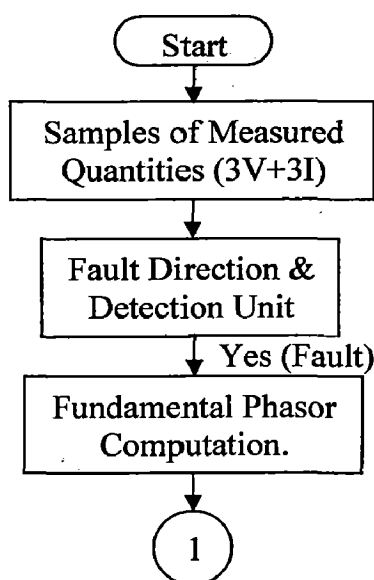 Start
Samples of Measured
Quantities (3V+3I)
Fault Direction &
Detection Unit
Yes (Fault)
Fundamental Phasor
Computation.
1